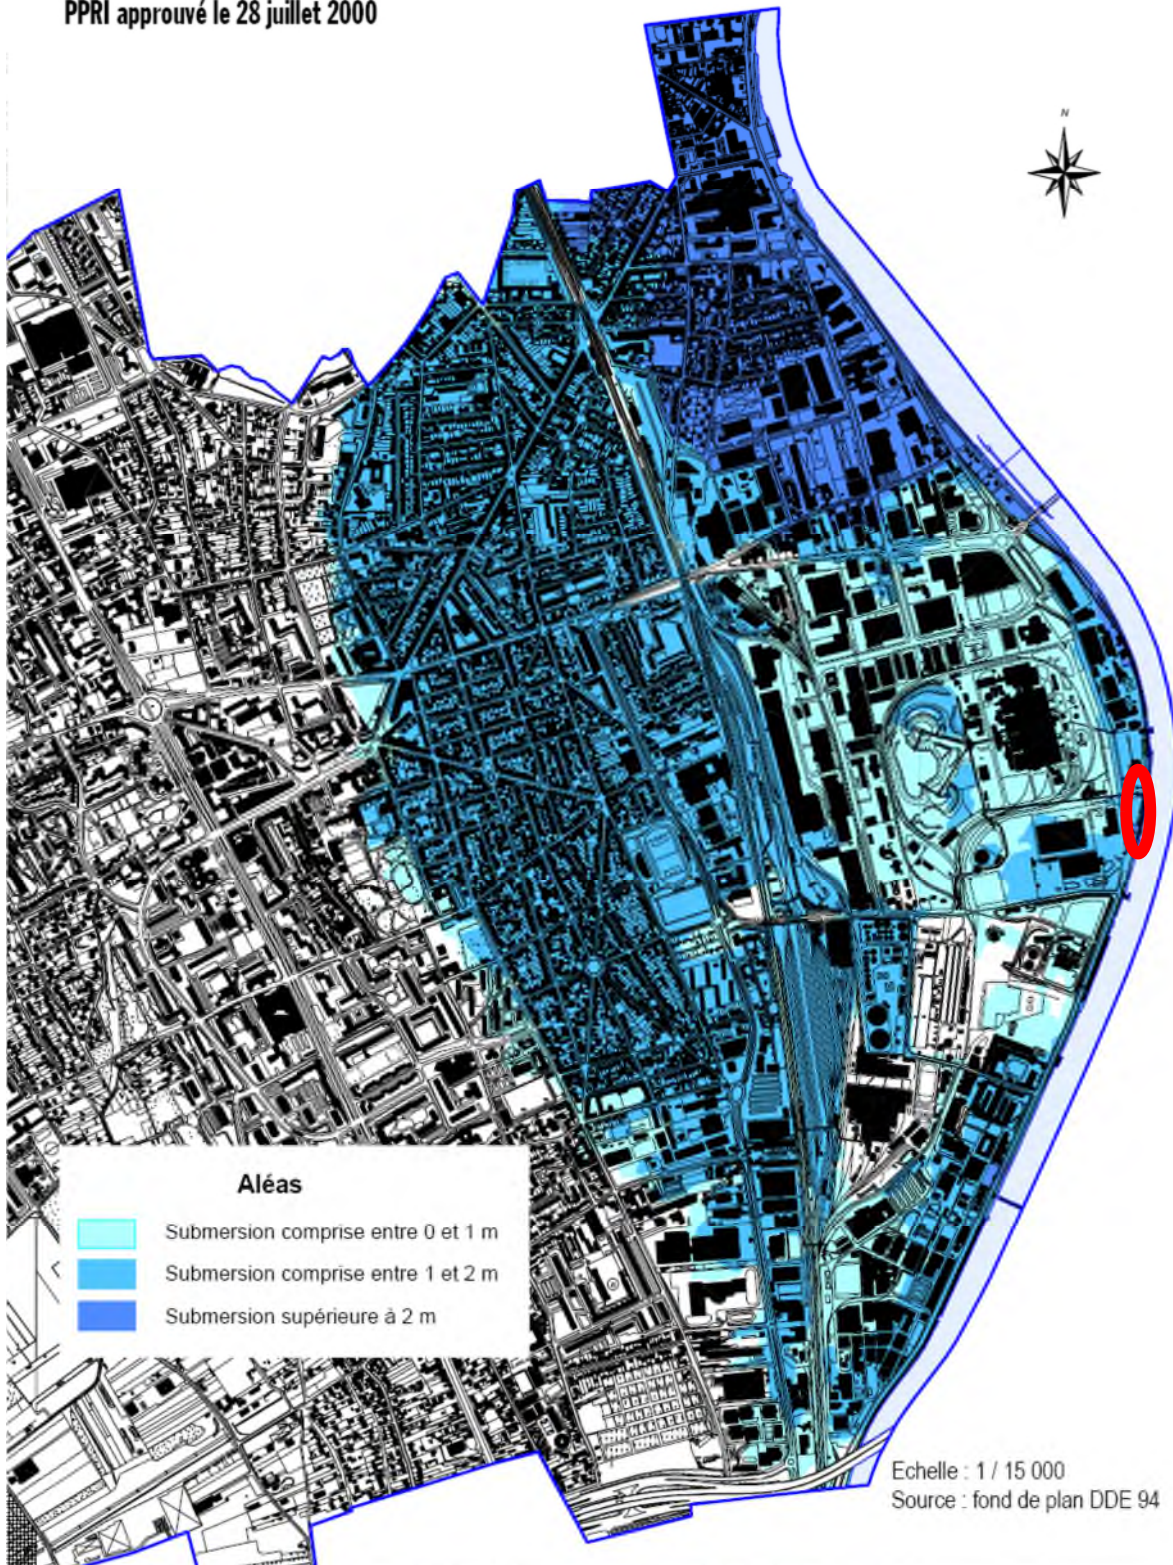 PPRI approuvé le 28 juillet 2000
N
Aléas
Submersion comprise entre 0 et 1 m
Submersion comprise entre 1 et 2 m
Submersion supérieure à 2 m
Echelle : 1 / 15 000
Source : fond de plan DDE 94